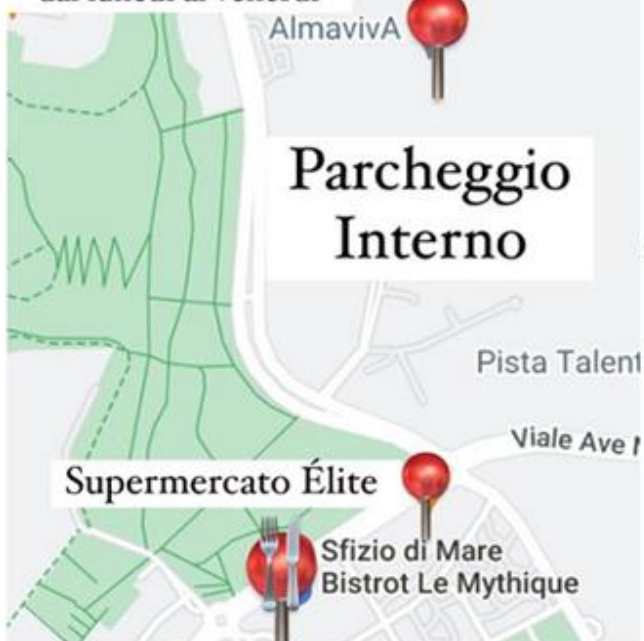 AlmavivA
Parcheggio
Interno
Pista Talent
Viale Ave
Supermercato Élite
Sfizio di Mare
Bistrot Le Mythique